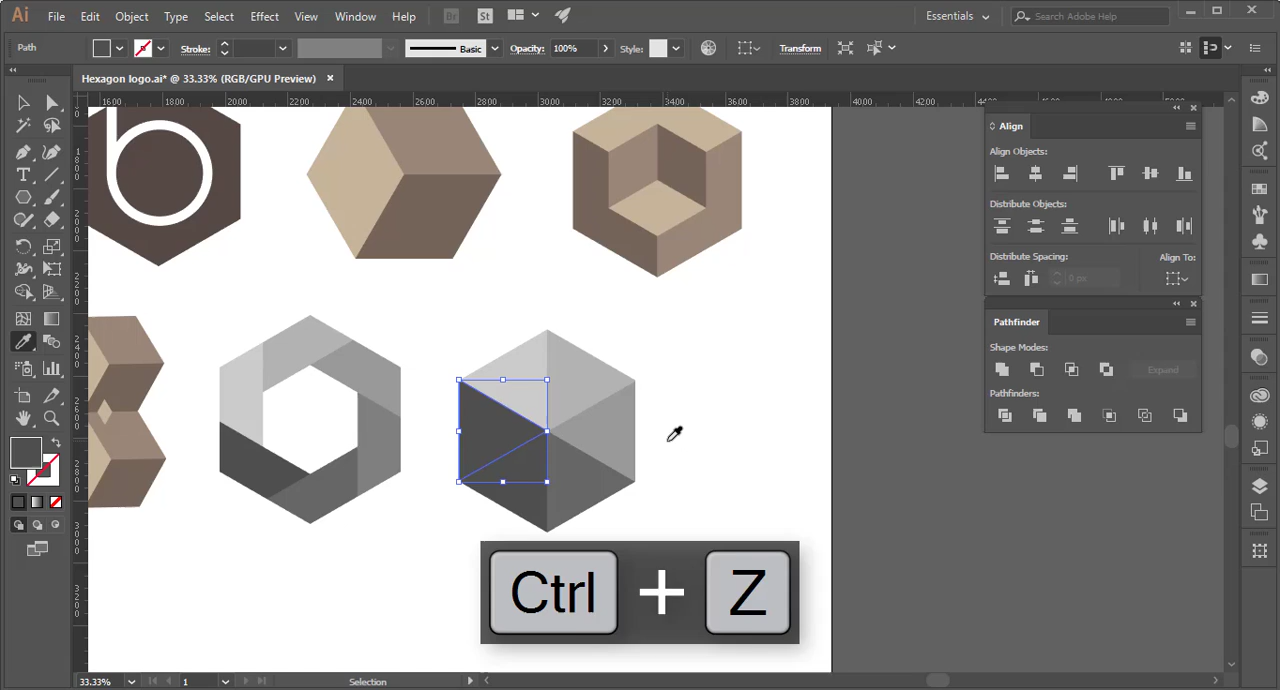 Ai File Edit Object Type Select Effect View Window Help Br St Essentials Search Adobe Help
Path Stroke: Basic Opacity: 100% Style: Transform
Hexagon logo.ai* @ 33.33% (RGB/GPU Preview) ×
1600 1800 2000 2200 2400 2600 2800 3000 3200 3400 3600 3800 4000 4200
b
Align
Align Objects:
Distribute Objects:
Distribute Spacing: Align To:
0 px
Pathfinder
Shape Modes:
Expand
Pathfinders:
Ctrl + Z
33.33% 1 Selection